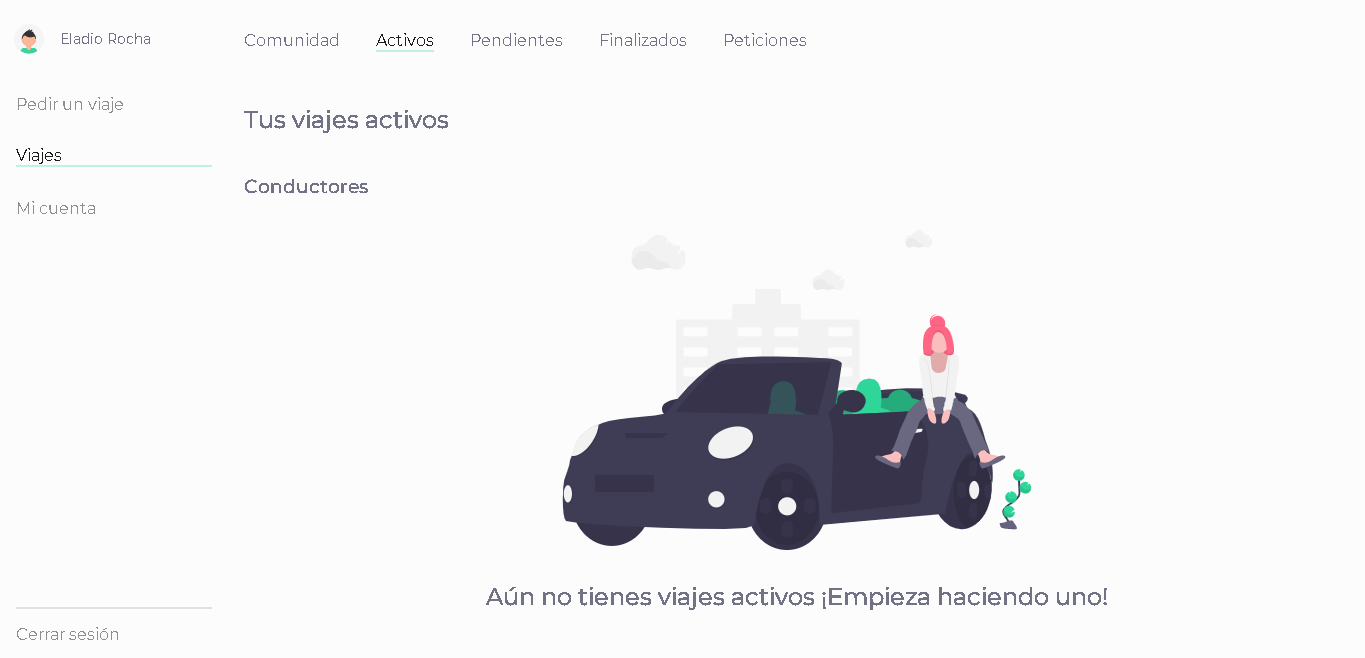 Eladio Rocha
Comunidad Activos Pendientes Finalizados Peticiones
Pedir un viaje
Viajes
Mi cuenta
Tus viajes activos
Conductores
Aún no tienes viajes activos ¡Empieza haciendo uno!
Cerrar sesión